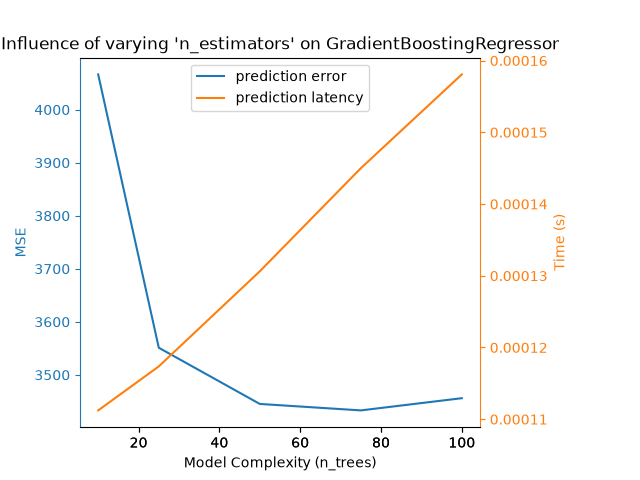 Influence of varying 'n_estimators' on GradientBoostingRegressor
prediction error
prediction latency
MSE
4000
3900
3800
3700
3600
3500
0.00016
0.00015
0.00014
0.00013
0.00012
0.00011
Time (s)
20 40 60 80 100
Model Complexity (n_trees)